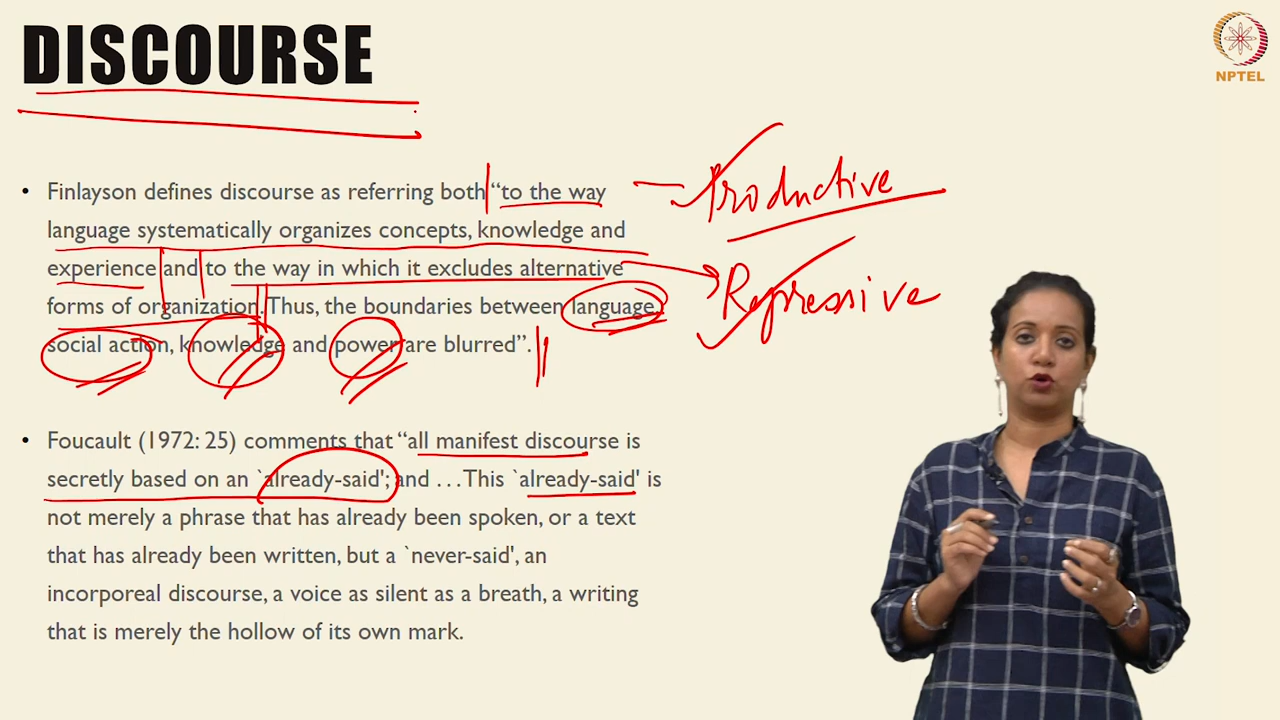 DISCOURSE
NPTEL
• Finlayson defines discourse as referring both “to the way
language systematically organizes concepts, knowledge and
experience and to the way in which it excludes alternative
forms of organization. Thus, the boundaries between language,
social action, knowledge and power are blurred”.
Productive
Repressive
• Foucault (1972: 25) comments that “all manifest discourse is
secretly based on an `already-said'; and …This `already-said' is
not merely a phrase that has already been spoken, or a text
that has already been written, but a `never-said', an
incorporeal discourse, a voice as silent as a breath, a writing
that is merely the hollow of its own mark.